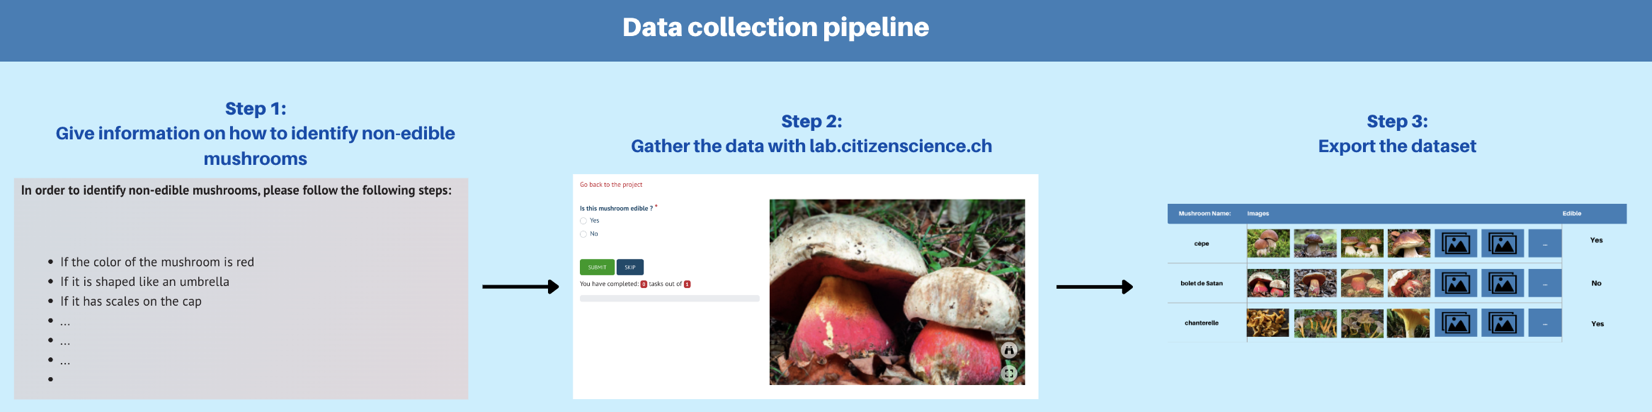 Data collection pipeline
Step 1:
Give information on how to identify non-edible
mushrooms
In order to identify non-edible mushrooms, please follow the following steps:
• If the color of the mushroom is red
• If it is shaped like an umbrella
• If it has scales on the cap
• ...
• ...
• ...
•
Step 2:
Gather the data with lab.citizenscience.ch
Go back to the project
Is this mushroom edible ? *
Yes
No
SUBMIT SKIP
You have completed: 0 tasks out of 1
Step 3:
Export the dataset
Mushroom Name: Images Edible
cèpe ... Yes
bolet de Satan ... No
chanterelle ... Yes